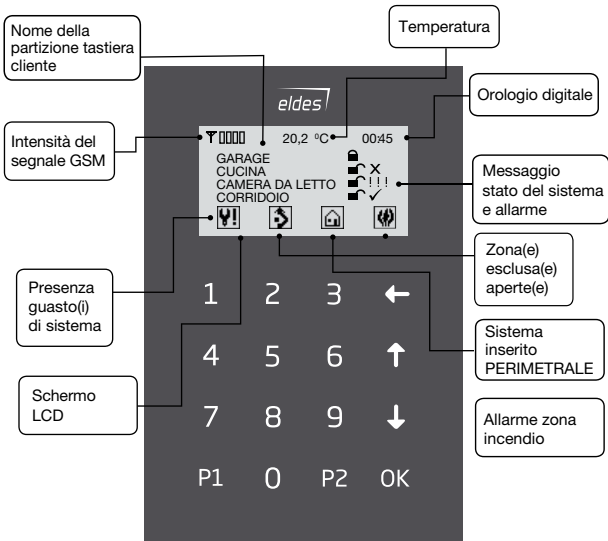 Nome della
partizione tastiera
cliente
Temperatura
Orologio digitale
Intensità del
segnale GSM
eldes
20,2 ºC
00:45
GARAGE
CUCINA X
CAMERA DA LETTO !!!
CORRIDOIO ✓
Messaggio
stato del sistema
e allarme
Presenza
guasto(i)
di sistema
Zona(e)
esclusa(e)
aperte(e)
Sistema
inserito
PERIMETRALE
Schermo
LCD
Allarme zona
incendio
1 2 3 ←
4 5 6 ↑
7 8 9 ↓
P1 0 P2 OK